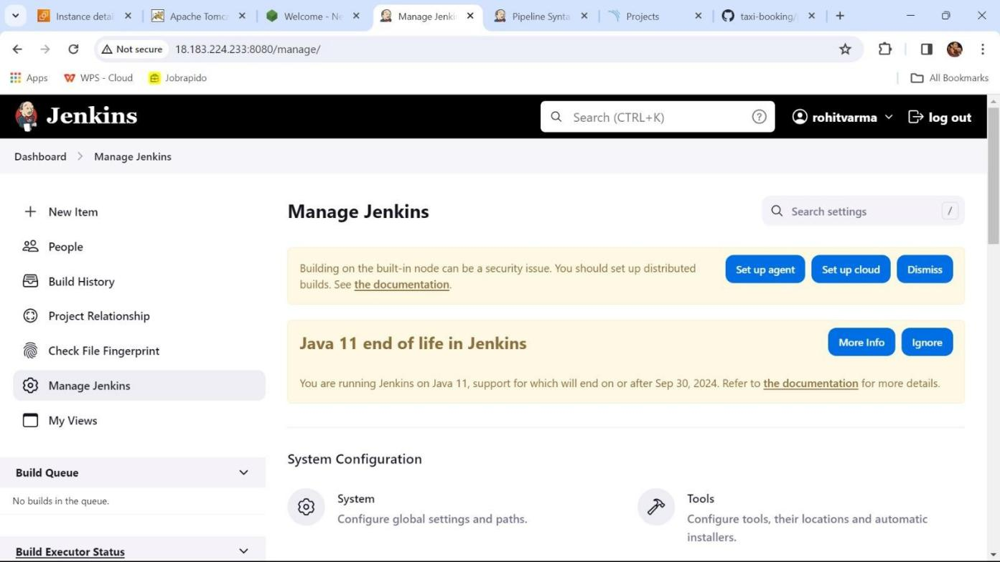 Instance detai
Apache Tomca
Welcome - Ne
Manage Jenki
Pipeline Synta
Projects
taxi-booking/p
Not secure
18.183.224.233:8080/manage/
Apps
WPS - Cloud
Jobrapido
All Bookmarks
Jenkins
Search (CTRL+K)
rohitvarma
log out
Dashboard
Manage Jenkins
New Item
People
Build History
Project Relationship
Check File Fingerprint
Manage Jenkins
My Views
Build Queue
No builds in the queue.
Build Executor Status
Manage Jenkins
Search settings
/
Building on the built-in node can be a security issue. You should set up distributed
builds. See the documentation.
Set up agent
Set up cloud
Dismiss
Java 11 end of life in Jenkins
More Info
Ignore
You are running Jenkins on Java 11, support for which will end on or after Sep 30, 2024. Refer to the documentation for more details.
System Configuration
System
Configure global settings and paths.
Tools
Configure tools, their locations and automatic
installers.